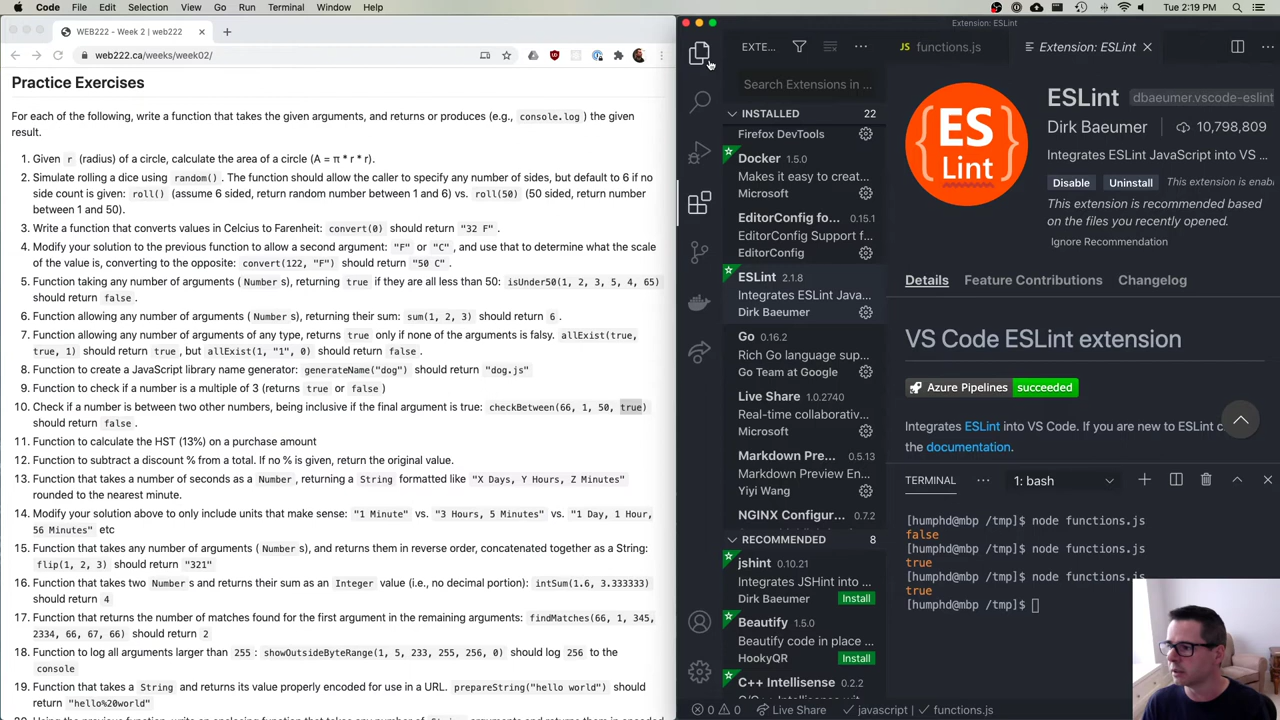 Code File Edit Selection View Go Run Terminal Window Help
Tue 2:19 PM
WEB222 - Week 2 | web222
web222.ca/weeks/week02/
Practice Exercises
For each of the following, write a function that takes the given arguments, and returns or produces (e.g., console.log) the given
result.
1. Given r (radius) of a circle, calculate the area of a circle (A = π * r * r).
2. Simulate rolling a dice using random(). The function should allow the caller to specify any number of sides, but default to 6 if no
side count is given: roll() (assume 6 sided, return random number between 1 and 6) vs. roll(50) (50 sided, return number
between 1 and 50).
3. Write a function that converts values in Celcius to Farenheit: convert(0) should return "32 F".
4. Modify your solution to the previous function to allow a second argument: "F" or "C", and use that to determine what the scale
of the value is, converting to the opposite: convert(122, "F") should return "50 C".
5. Function taking any number of arguments (Numbers), returning true if they are all less than 50: isUnder50(1, 2, 3, 5, 4, 65)
should return false.
6. Function allowing any number of arguments (Numbers), returning their sum: sum(1, 2, 3) should return 6.
7. Function allowing any number of arguments of any type, returns true only if none of the arguments is falsy. allExist(true,
true, 1) should return true, but allExist(1, "1", 0) should return false.
8. Function to create a JavaScript library name generator: generateName("dog") should return "dog.js"
9. Function to check if a number is a multiple of 3 (returns true or false)
10. Check if a number is between two other numbers, being inclusive if the final argument is true: checkBetween(66, 1, 50, true)
should return false.
11. Function to calculate the HST (13%) on a purchase amount
12. Function to subtract a discount % from a total. If no % is given, return the original value.
13. Function that takes a number of seconds as a Number, returning a String formatted like "X Days, Y Hours, Z Minutes"
rounded to the nearest minute.
14. Modify your solution above to only include units that make sense: "1 Minute" vs. "3 Hours, 5 Minutes" vs. "1 Day, 1 Hour,
56 Minutes" etc
15. Function that takes any number of arguments (Numbers), and returns them in reverse order, concatenated together as a String:
flip(1, 2, 3) should return "321"
16. Function that takes two Numbers and returns their sum as an Integer value (i.e., no decimal portion): intSum(1.6, 3.333333)
should return 4
17. Function that returns the number of matches found for the first argument in the remaining arguments: findMatches(66, 1, 345,
2334, 66, 67, 66) should return 2
18. Function to log all arguments larger than 255: showOutsideByteRange(1, 5, 233, 255, 256, 0) should log 256 to the
console
19. Function that takes a String and returns its value properly encoded for use in a URL. prepareString("hello world") should
return "hello%20world"
Extension: ESLint
EXTE...
Search Extensions in ...
INSTALLED 22
Firefox DevTools
Docker 1.5.0
Makes it easy to creat...
Microsoft
EditorConfig fo... 0.15.1
EditorConfig Support f...
EditorConfig
ESLint 2.1.8
Integrates ESLint Java...
Dirk Baeumer
Go 0.16.2
Rich Go language sup...
Go Team at Google
Live Share 1.0.2740
Real-time collaborativ...
Microsoft
Markdown Pre... 0.5.13
Markdown Preview En...
Yiyi Wang
NGINX Configur... 0.7.2
RECOMMENDED 8
jshint 0.10.21
Integrates JSHint into ...
Dirk Baeumer Install
Beautify 1.5.0
Beautify code in place ...
HookyQR Install
C++ Intellisense 0.2.2
functions.js
Extension: ESLint
ESLint dbaeumer.vscode-eslint
Dirk Baeumer 10,798,809
Integrates ESLint JavaScript into VS ...
Disable Uninstall This extension is enab
This extension is recommended based
on the files you recently opened.
Ignore Recommendation
Details Feature Contributions Changelog
VS Code ESLint extension
Azure Pipelines succeeded
Integrates ESLint into VS Code. If you are new to ESLint c
the documentation.
TERMINAL ... 1: bash
[humphd@mbp /tmp]$ node functions.js
false
[humphd@mbp /tmp]$ node functions.js
true
[humphd@mbp /tmp]$ node functions.js
true
[humphd@mbp /tmp]$
0 0 Live Share javascript | functions.js
ES
Lint